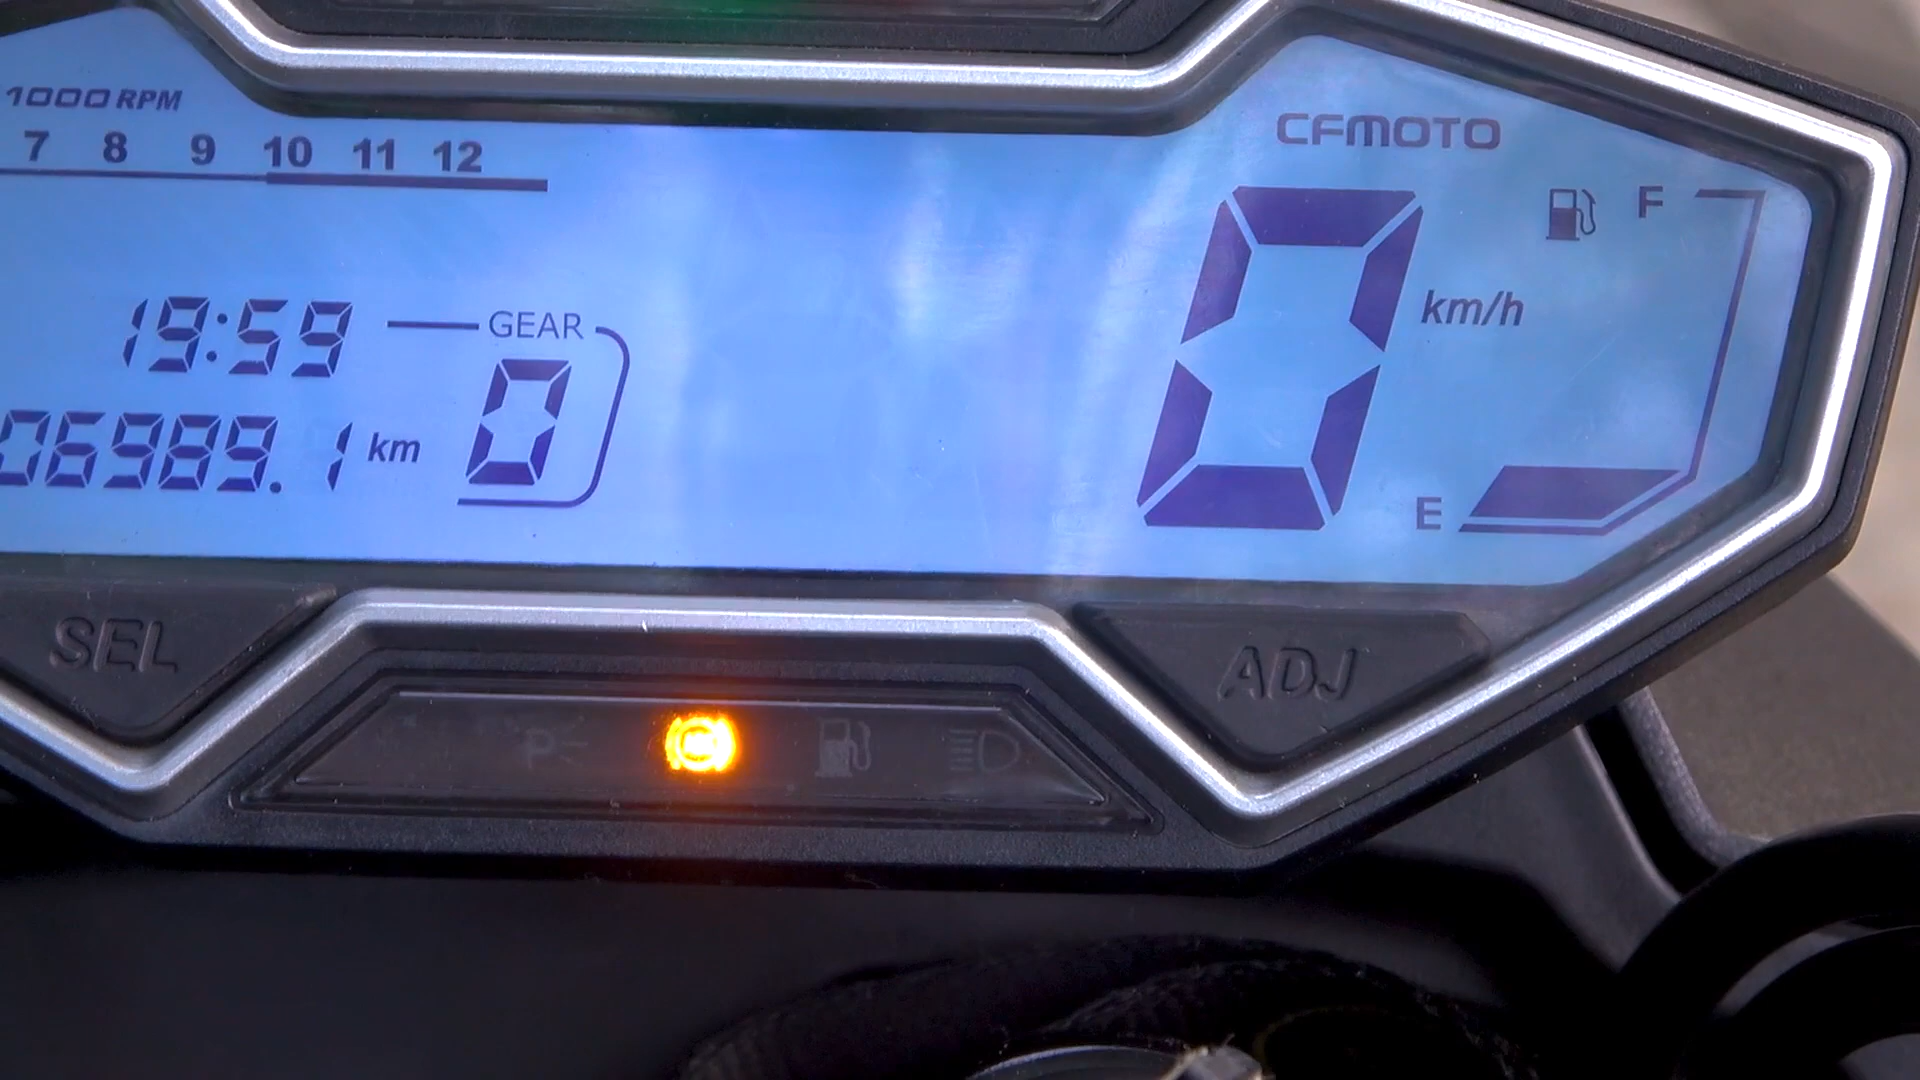 1000 RPM
7 8 9 10 11 12
CFMOTO
F
19:59
GEAR
0
0
km/h
06989.1 km
E
SEL
ADJ
P